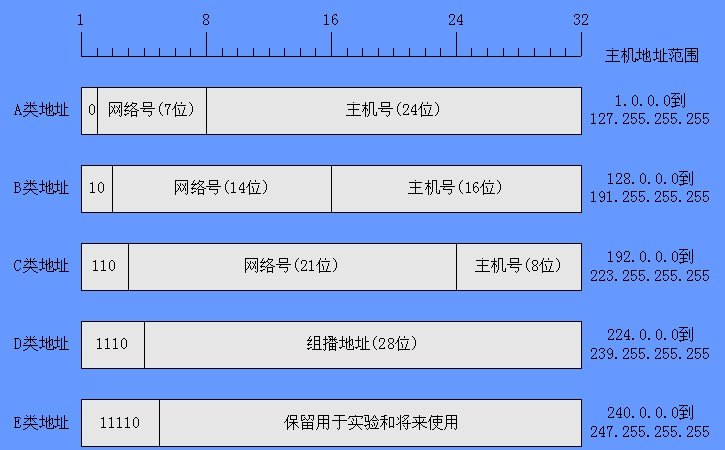 1 8 16 24 32
主机地址范围
A类地址 0 网络号(7位) 主机号(24位) 1.0.0.0到
127.255.255.255
B类地址 10 网络号(14位) 主机号(16位) 128.0.0.0到
191.255.255.255
C类地址 110 网络号(21位) 主机号(8位) 192.0.0.0到
223.255.255.255
D类地址 1110 组播地址(28位) 224.0.0.0到
239.255.255.255
E类地址 11110 保留用于实验和将来使用 240.0.0.0到
247.255.255.255